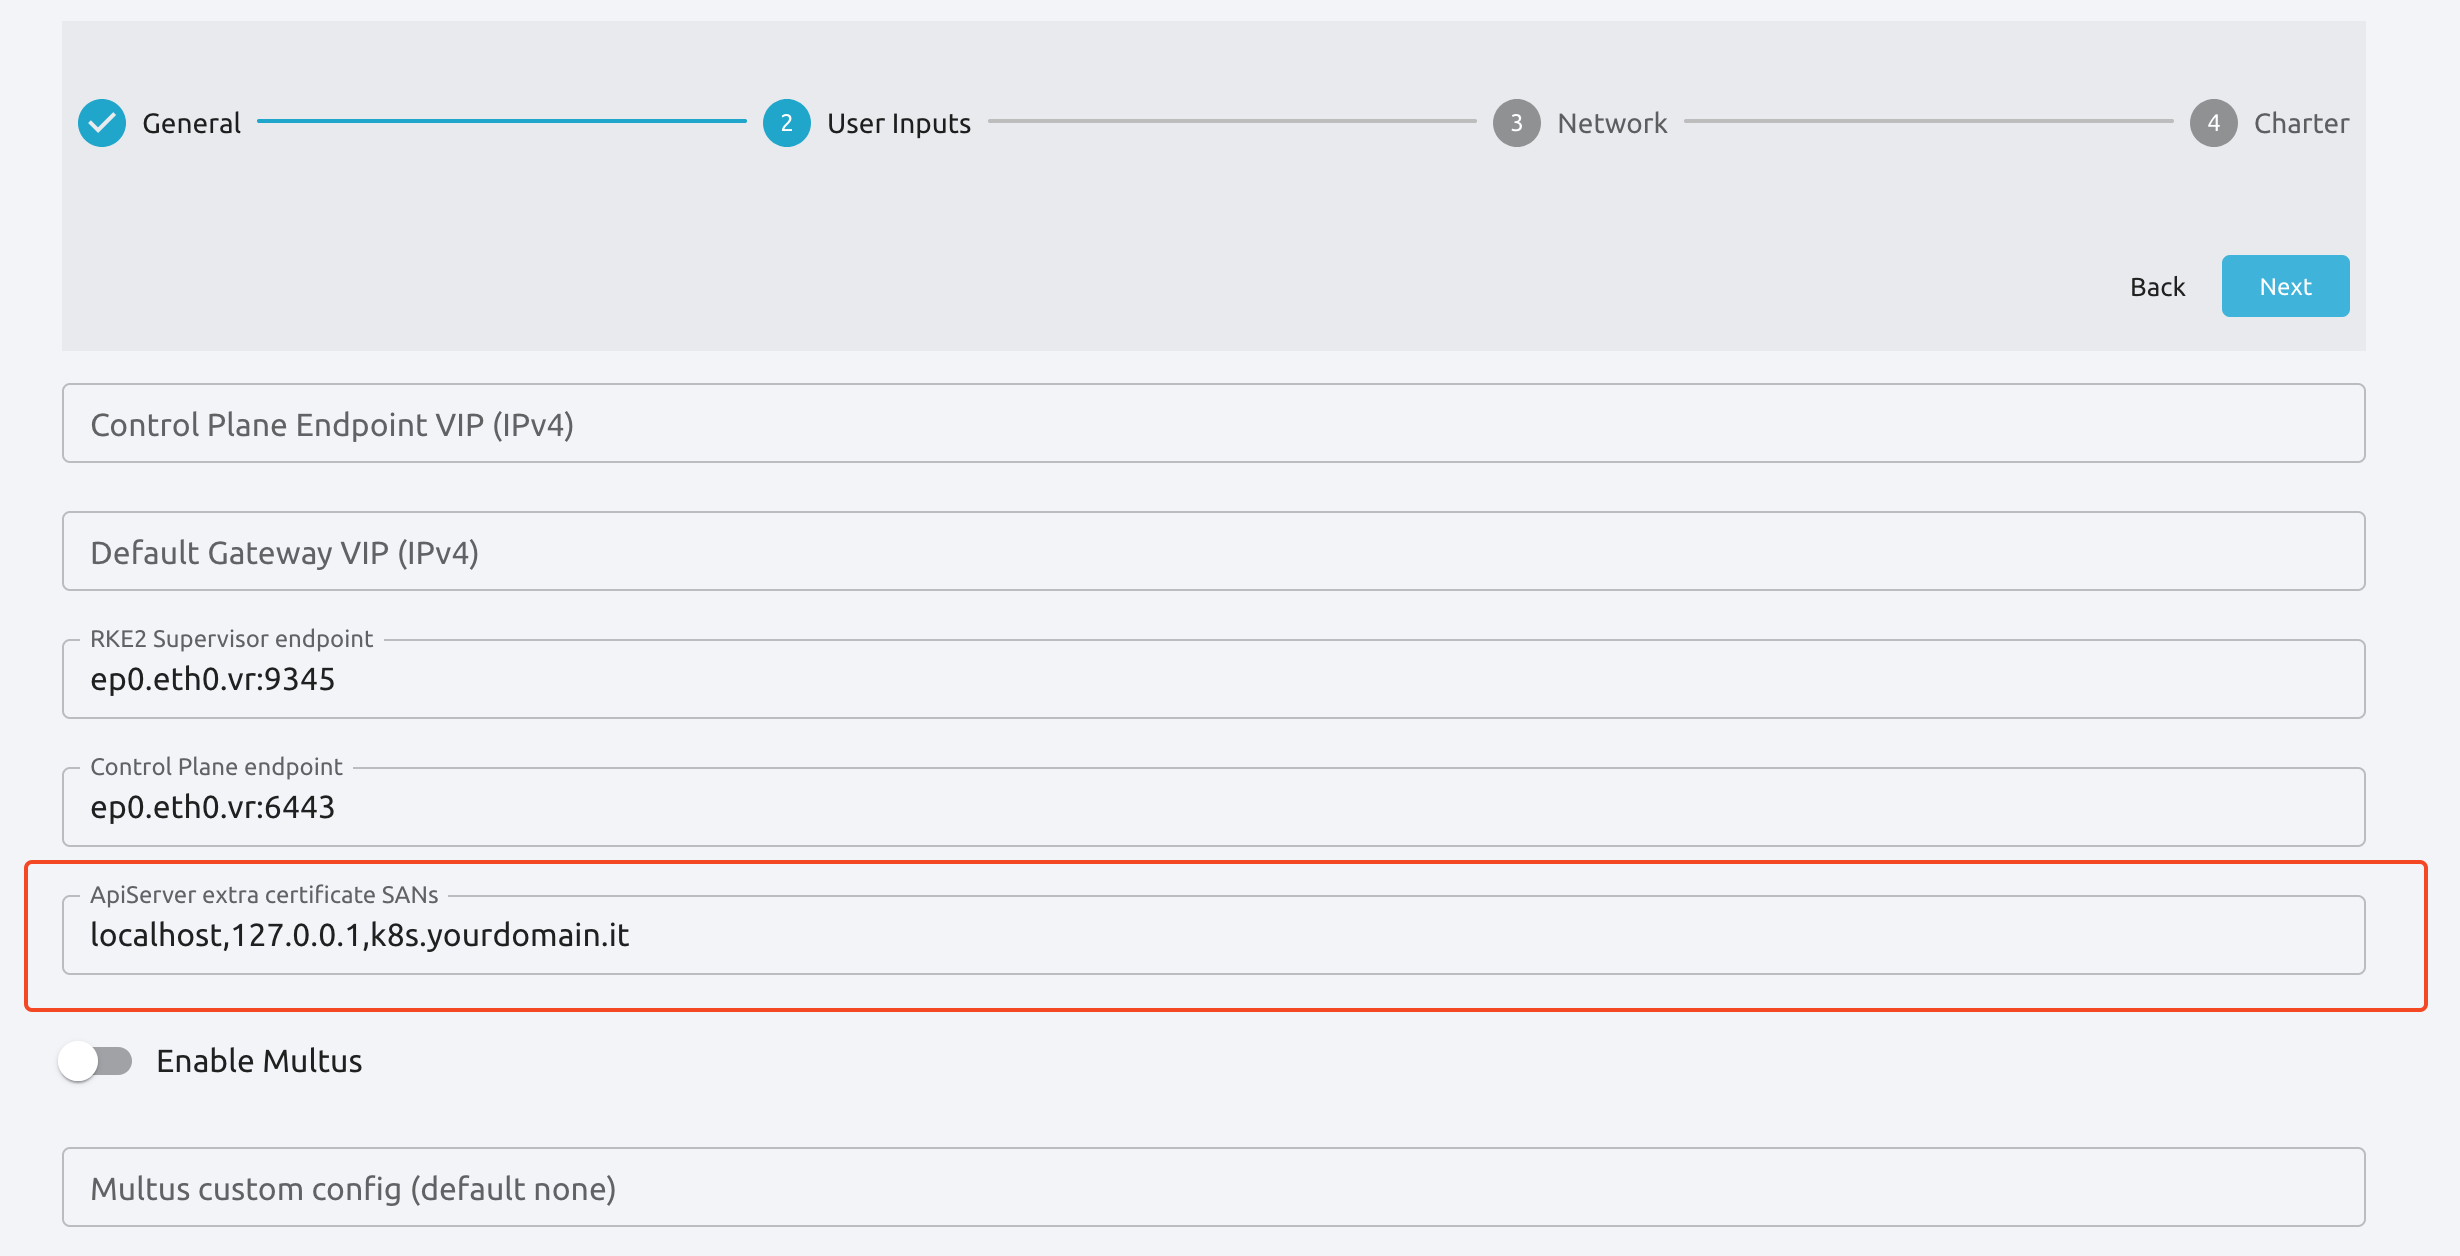 General
2 User Inputs
3 Network
4 Charter
Back Next
Control Plane Endpoint VIP (IPv4)
Default Gateway VIP (IPv4)
RKE2 Supervisor endpoint
ep0.eth0.vr:9345
Control Plane endpoint
ep0.eth0.vr:6443
ApiServer extra certificate SANs
localhost,127.0.0.1,k8s.yourdomain.it
Enable Multus
Multus custom config (default none)